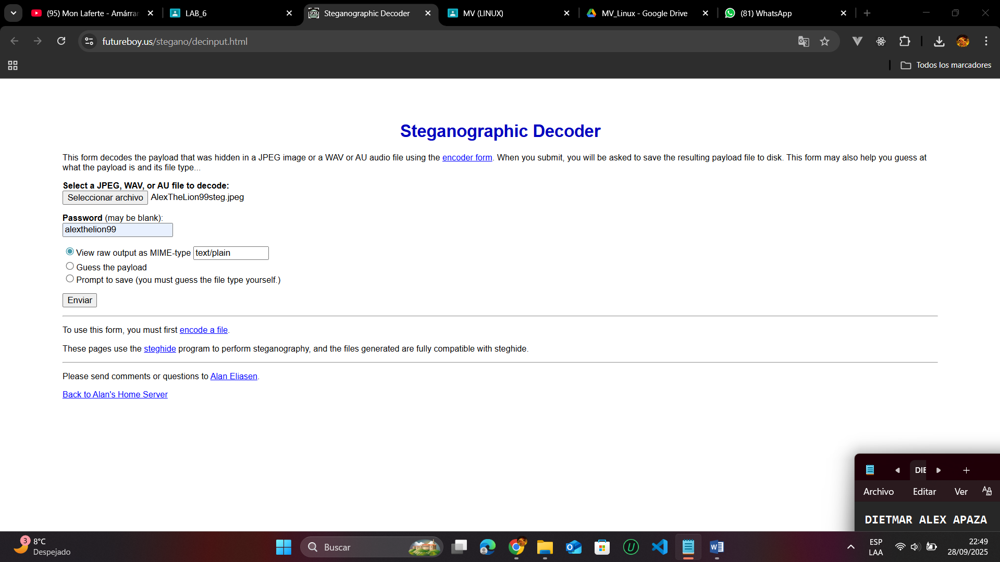 (95) Mon Laferte - Amárrar
LAB_6
Steganographic Decoder
MV (LINUX)
MV_Linux - Google Drive
(81) WhatsApp
futureboy.us/stegano/decinput.html
Todos los marcadores
Steganographic Decoder
This form decodes the payload that was hidden in a JPEG image or a WAV or AU audio file using the encoder form. When you submit, you will be asked to save the resulting payload file to disk. This form may also help you guess at
what the payload is and its file type...
Select a JPEG, WAV, or AU file to decode:
Seleccionar archivo AlexTheLion99steg.jpeg
Password (may be blank):
alexthelion99
View raw output as MIME-type text/plain
Guess the payload
Prompt to save (you must guess the file type yourself.)
Enviar
To use this form, you must first encode a file.
These pages use the steghide program to perform steganography, and the files generated are fully compatible with steghide.
Please send comments or questions to Alan Eliasen.
Back to Alan's Home Server
DIE
Archivo Editar Ver
DIETMAR ALEX APAZA
3
8°C
Despejado
Buscar
ESP
LAA
22:49
28/09/2025